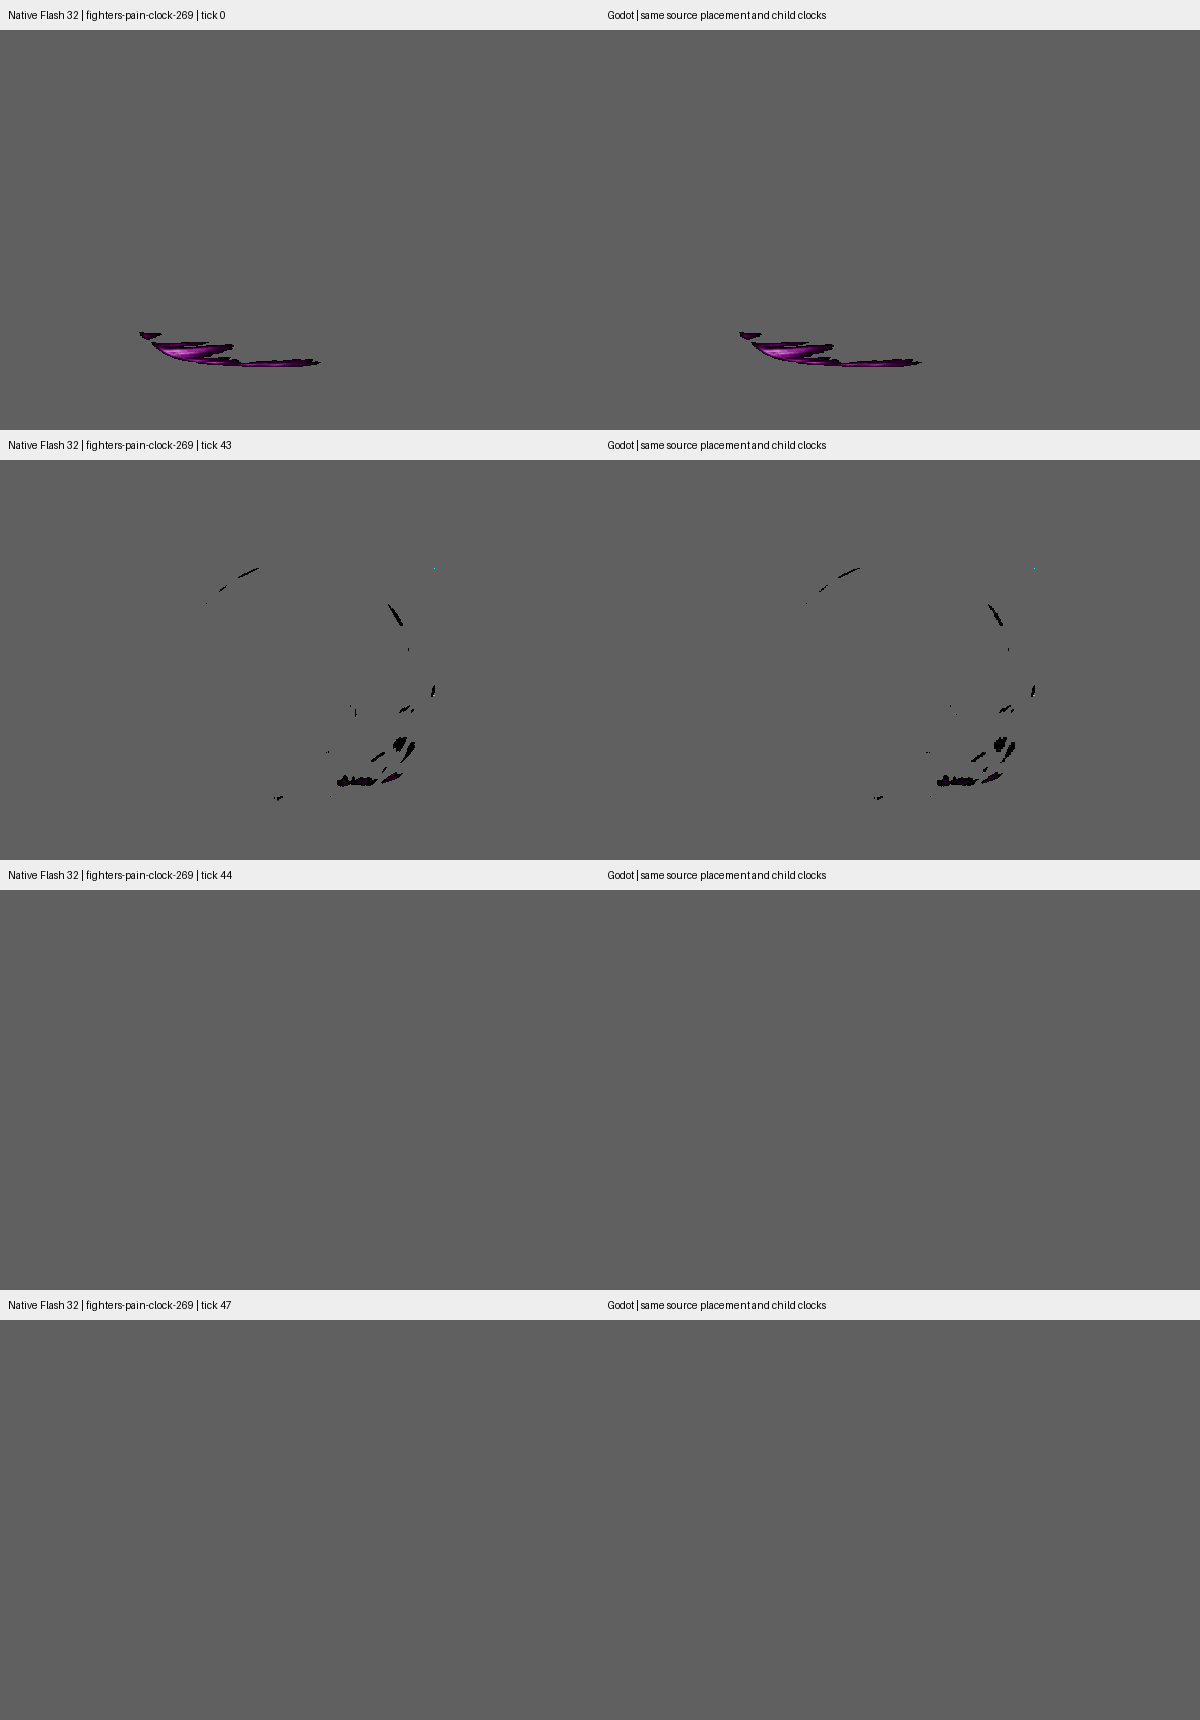 Native Flash 32 | fighters-pain-clock-269 | tick 0
Godot | same source placement and child clocks
Native Flash 32 | fighters-pain-clock-269 | tick 43
Godot | same source placement and child clocks
Native Flash 32 | fighters-pain-clock-269 | tick 44
Godot | same source placement and child clocks
Native Flash 32 | fighters-pain-clock-269 | tick 47
Godot | same source placement and child clocks